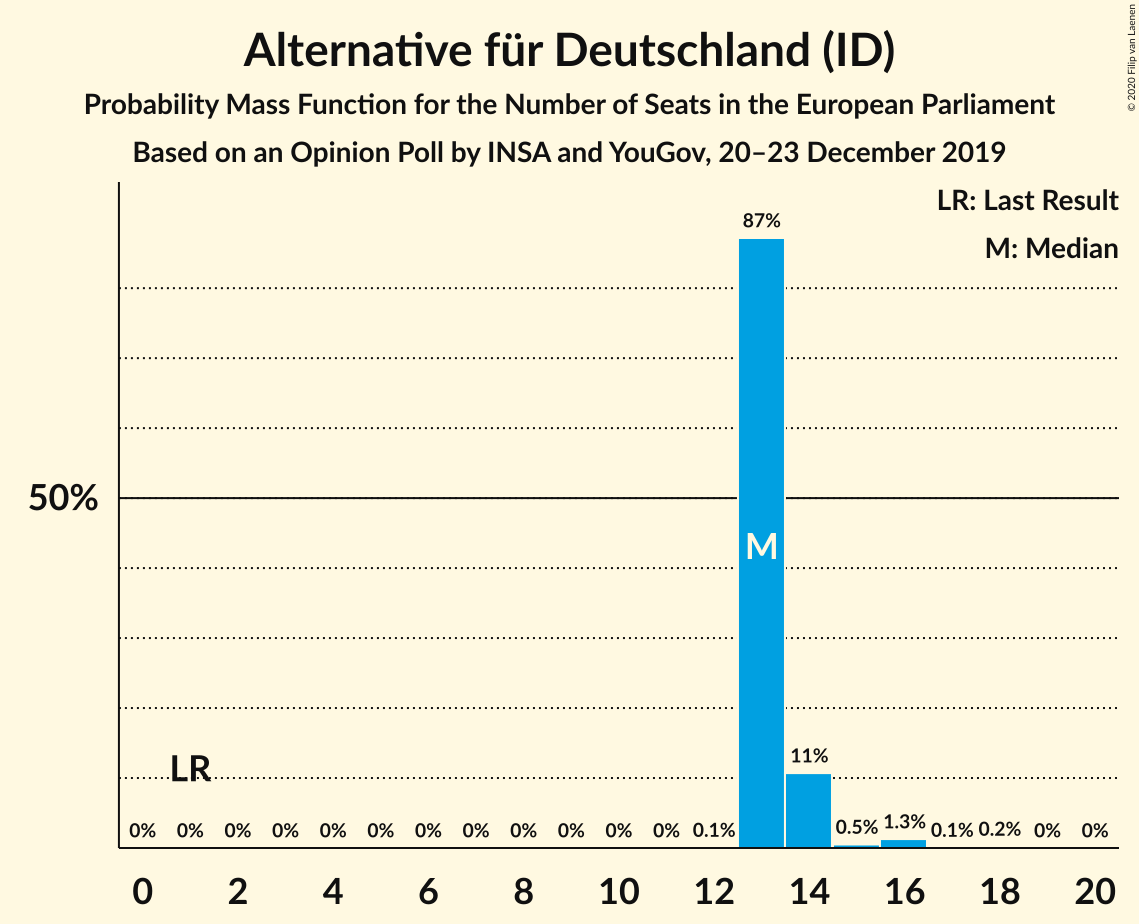 Alternative für Deutschland (ID)
Probability Mass Function for the Number of Seats in the European Parliament
Based on an Opinion Poll by INSA and YouGov, 20–23 December 2019
© 2020 Filip van Laenen
LR: Last Result
M: Median
87%
50%
M
LR
11%
0% 0% 0% 0% 0% 0% 0% 0% 0% 0% 0% 0% 0.1% 0.5% 1.3% 0.1% 0.2% 0% 0%
0 2 4 6 8 10 12 14 16 18 20